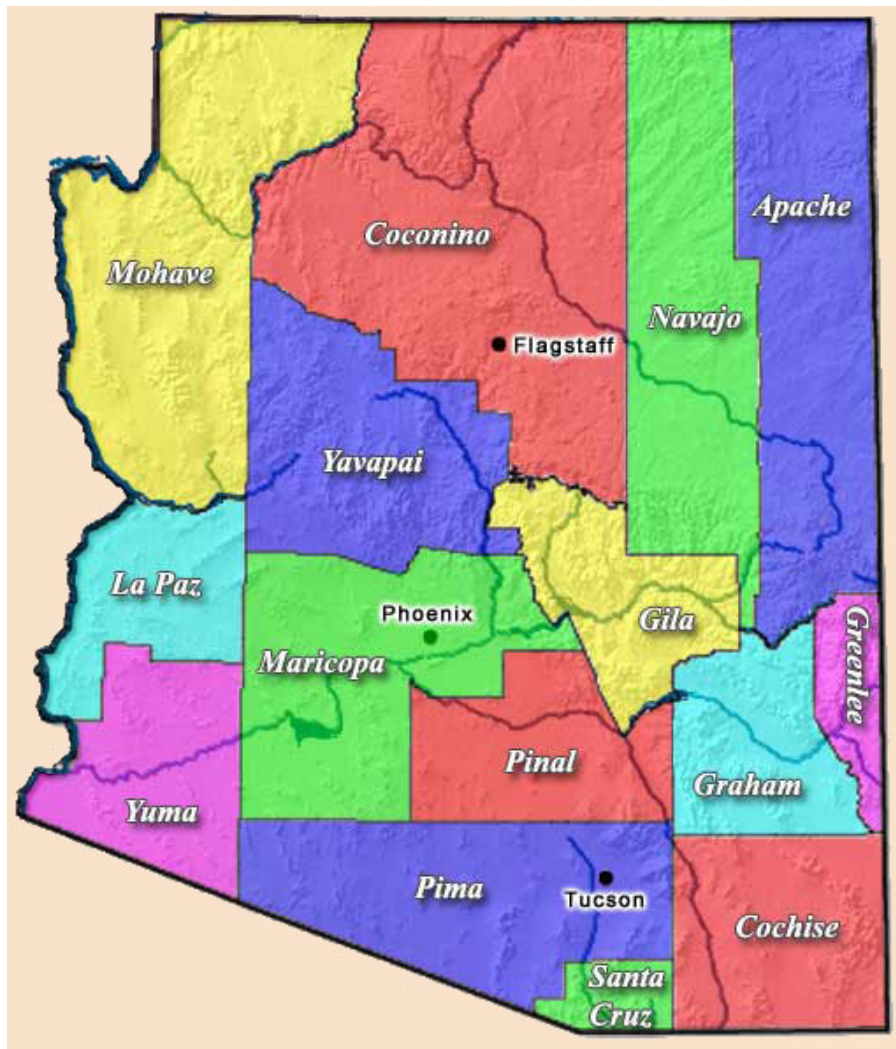 Apache
Coconino
Mohave
Navajo
Flagstaff
Yavapai
La Paz
Phoenix
Gila
Greenlee
Maricopa
Pinal
Graham
Yuma
Pima
Tucson
Cochise
Santa
Cruz